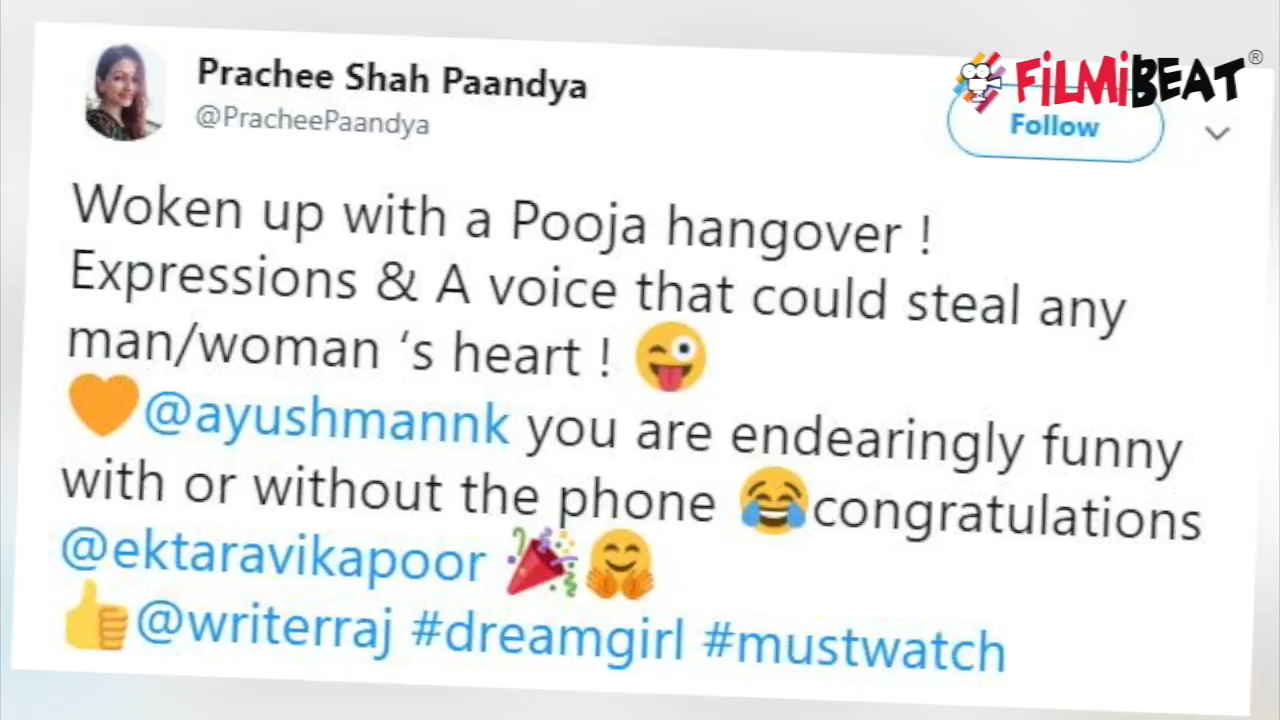 Prachee Shah Paandya
@PracheePaandya
FiLMiBEAT®
Follow
Woken up with a Pooja hangover !
Expressions & A voice that could steal any
man/woman ‘s heart ! 😜
🧡@ayushmannk you are endearingly funny
with or without the phone 😂congratulations
@ektaravikapoor 🎉🤗
👍@writerraj #dreamgirl #mustwatch